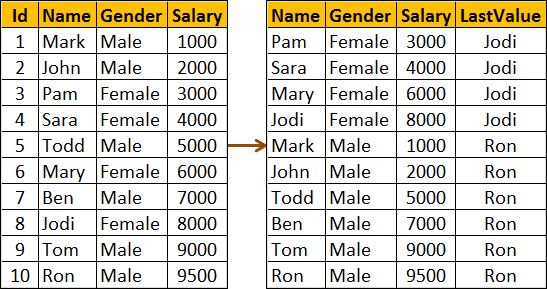 Id Name Gender Salary
1 Mark Male 1000
2 John Male 2000
3 Pam Female 3000
4 Sara Female 4000
5 Todd Male 5000
6 Mary Female 6000
7 Ben Male 7000
8 Jodi Female 8000
9 Tom Male 9000
10 Ron Male 9500
Name Gender Salary LastValue
Pam Female 3000 Jodi
Sara Female 4000 Jodi
Mary Female 6000 Jodi
Jodi Female 8000 Jodi
Mark Male 1000 Ron
John Male 2000 Ron
Todd Male 5000 Ron
Ben Male 7000 Ron
Tom Male 9000 Ron
Ron Male 9500 Ron